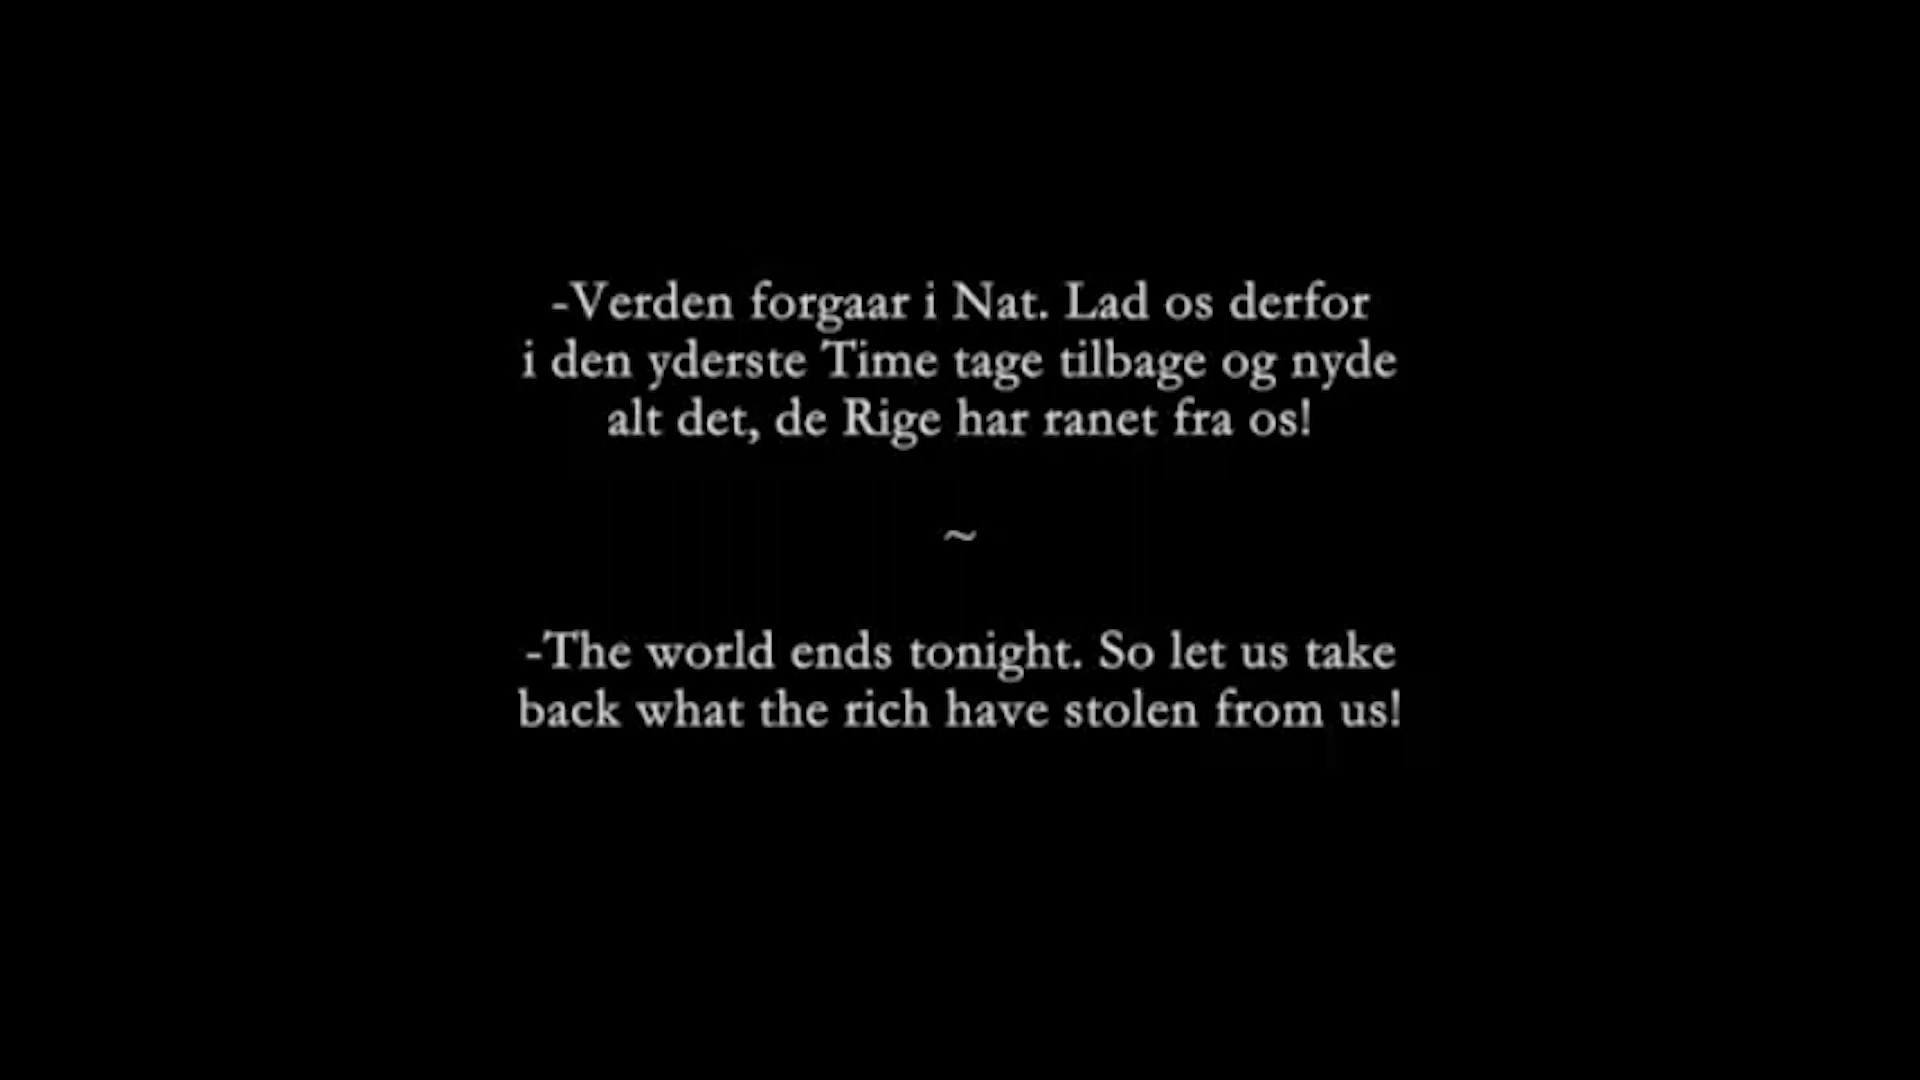 -Verden forgaar i Nat. Lad os derfor
i den yderste Time tage tilbage og nyde
alt det, de Rige har ranet fra os!
~
-The world ends tonight. So let us take
back what the rich have stolen from us!